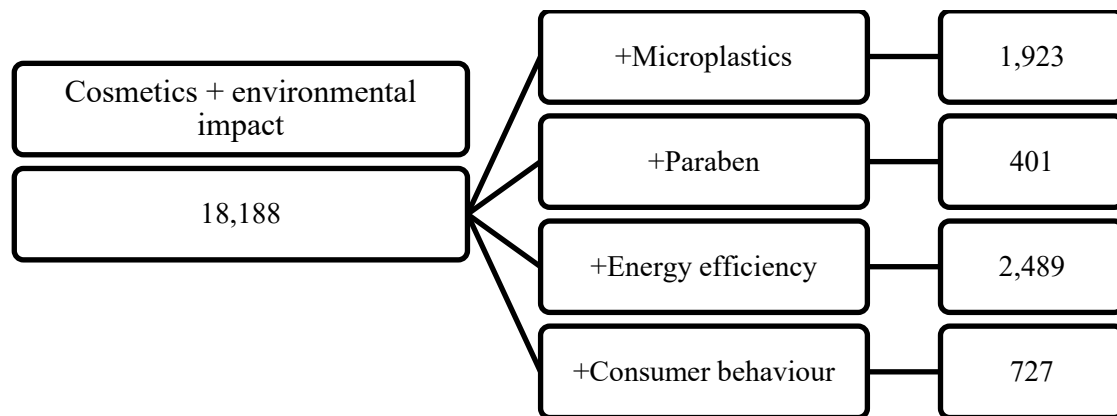 Cosmetics + environmental
impact
18,188
+Microplastics
1,923
+Paraben
401
+Energy efficiency
2,489
+Consumer behaviour
727